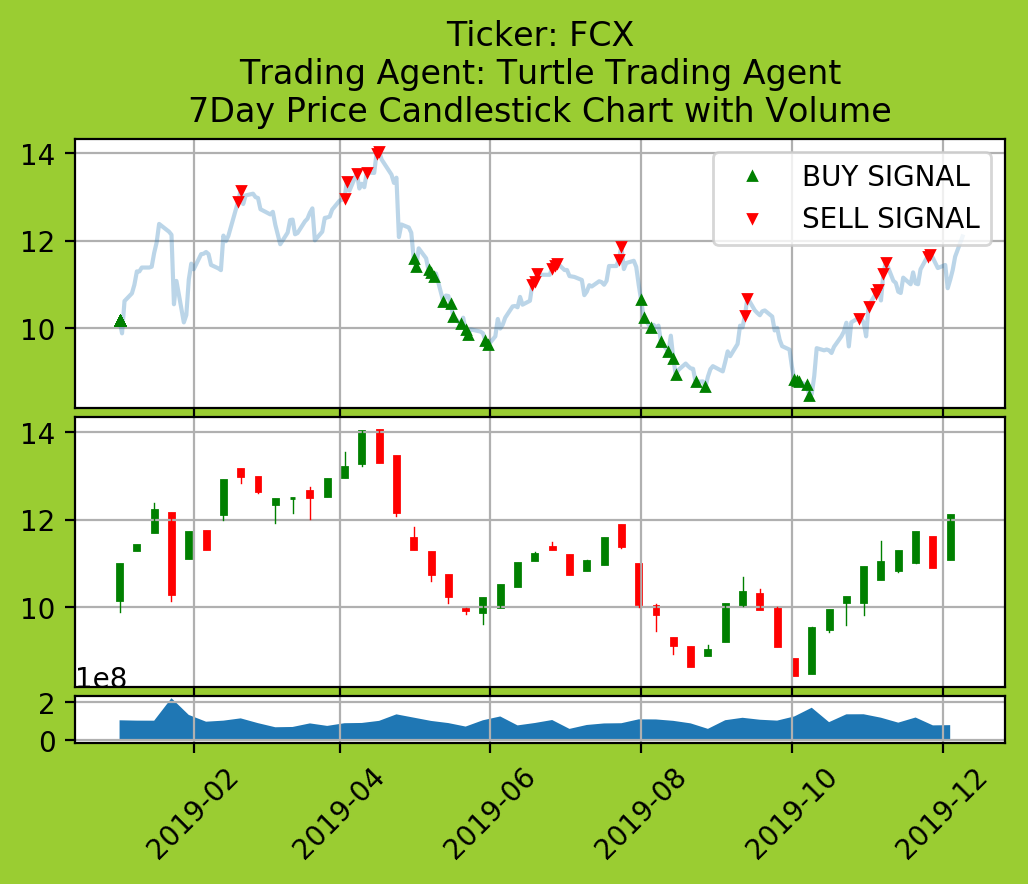 Ticker: FCX
Trading Agent: Turtle Trading Agent
7Day Price Candlestick Chart with Volume
14
12
10
BUY SIGNAL
SELL SIGNAL
14
12
10
1e8
2
0
2019-02
2019-04
2019-06
2019-08
2019-10
2019-12